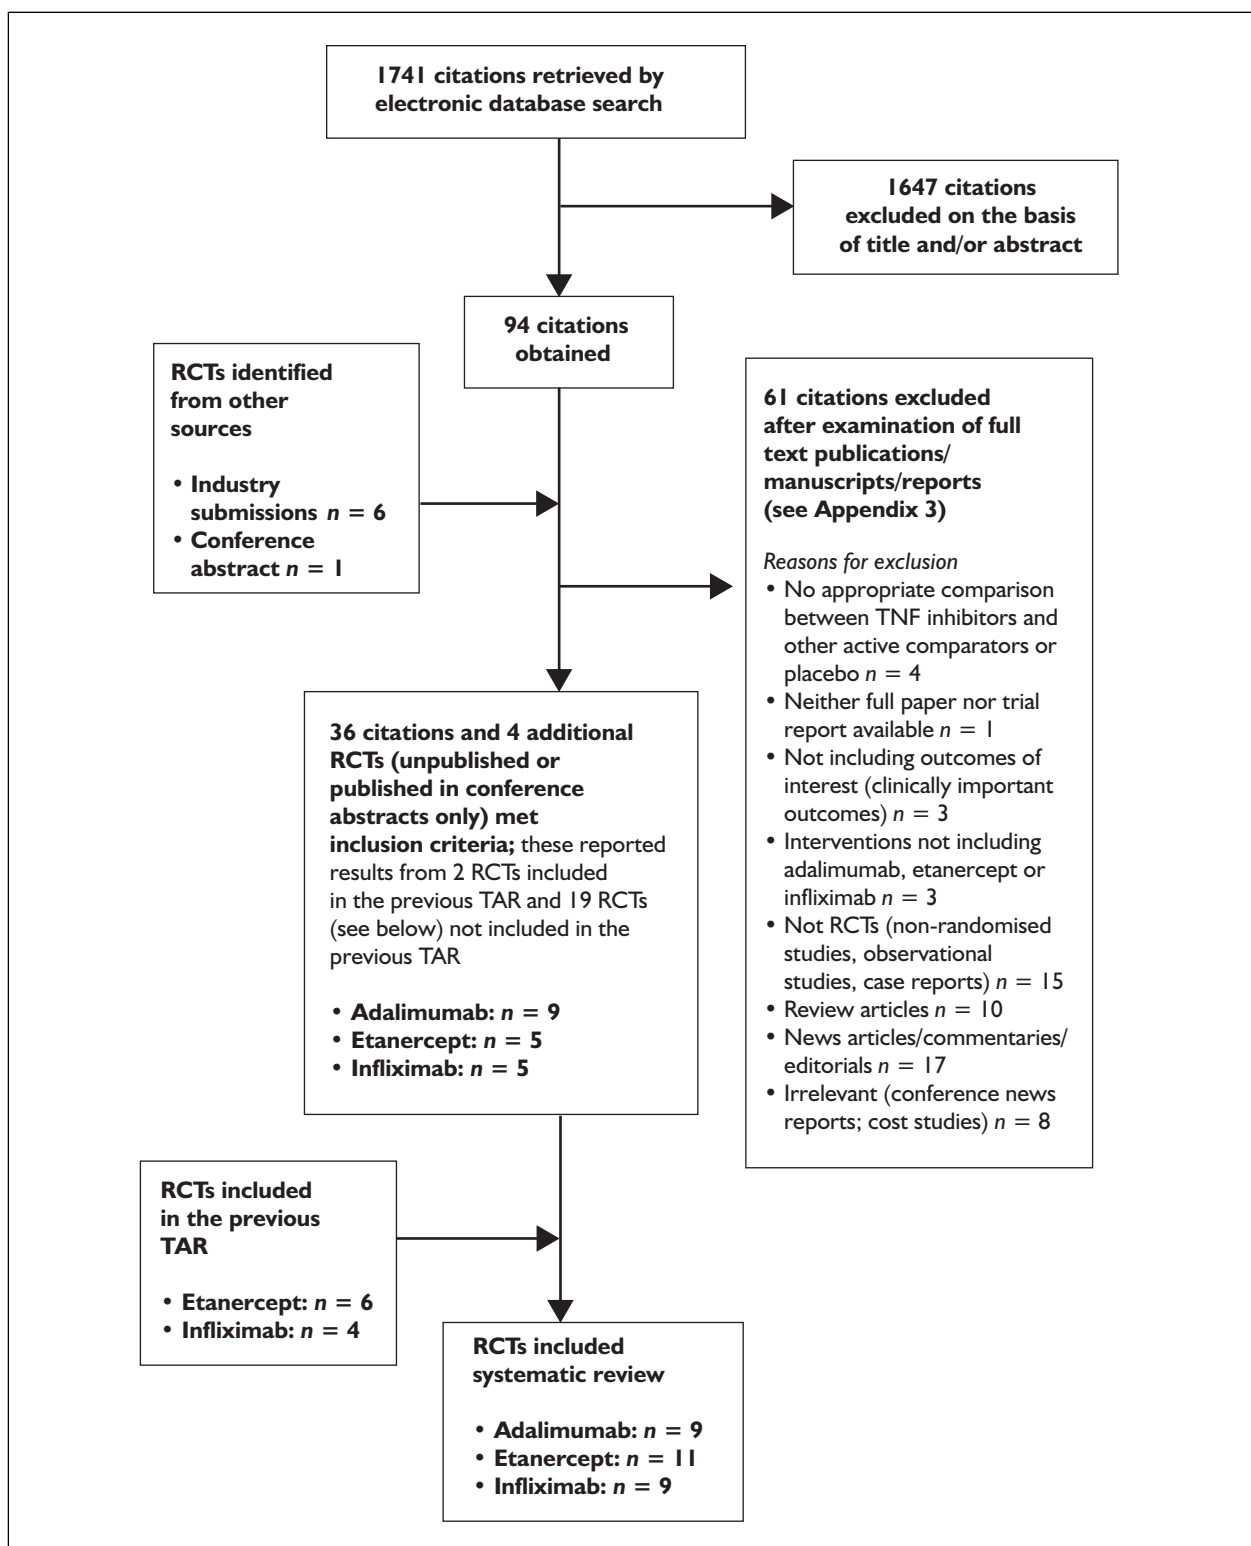 1741 citations retrieved by
electronic database search
1647 citations
excluded on the basis
of title and/or abstract
94 citations
obtained
RCTs identified
from other
sources
• Industry
submissions n = 6
• Conference
abstract n = 1
61 citations excluded
after examination of full
text publications/
manuscripts/reports
(see Appendix 3)
Reasons for exclusion
• No appropriate comparison
between TNF inhibitors and
other active comparators or
placebo n = 4
• Neither full paper nor trial
report available n = 1
• Not including outcomes of
interest (clinically important
outcomes) n = 3
• Interventions not including
adalimumab, etanercept or
infliximab n = 3
• Not RCTs (non-randomised
studies, observational
studies, case reports) n = 15
• Review articles n = 10
• News articles/commentaries/
editorials n = 17
• Irrelevant (conference news
reports; cost studies) n = 8
36 citations and 4 additional
RCTs (unpublished or
published in conference
abstracts only) met
inclusion criteria; these reported
results from 2 RCTs included
in the previous TAR and 19 RCTs
(see below) not included in the
previous TAR
• Adalimumab: n = 9
• Etanercept: n = 5
• Infliximab: n = 5
RCTs included
in the previous
TAR
• Etanercept: n = 6
• Infliximab: n = 4
RCTs included
systematic review
• Adalimumab: n = 9
• Etanercept: n = 11
• Infliximab: n = 9